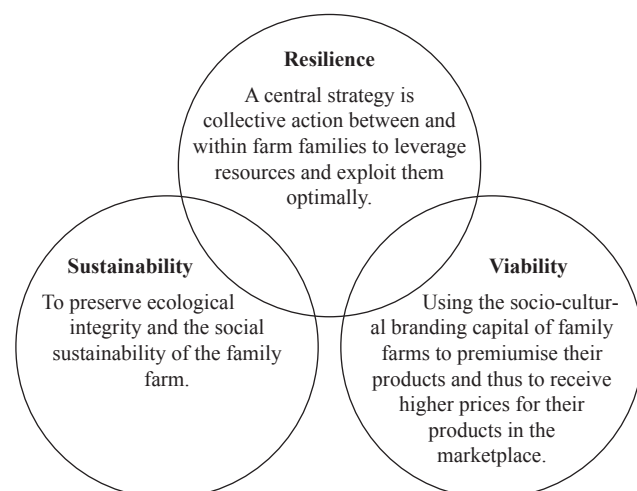 Resilience
A central strategy is
collective action between and
within farm families to leverage
resources and exploit them
optimally.
Sustainability
To preserve ecological
integrity and the social
sustainability of the family
farm.
Viability
Using the socio-cultur-
al branding capital of family
farms to premiumise their
products and thus to receive
higher prices for their
products in the
marketplace.